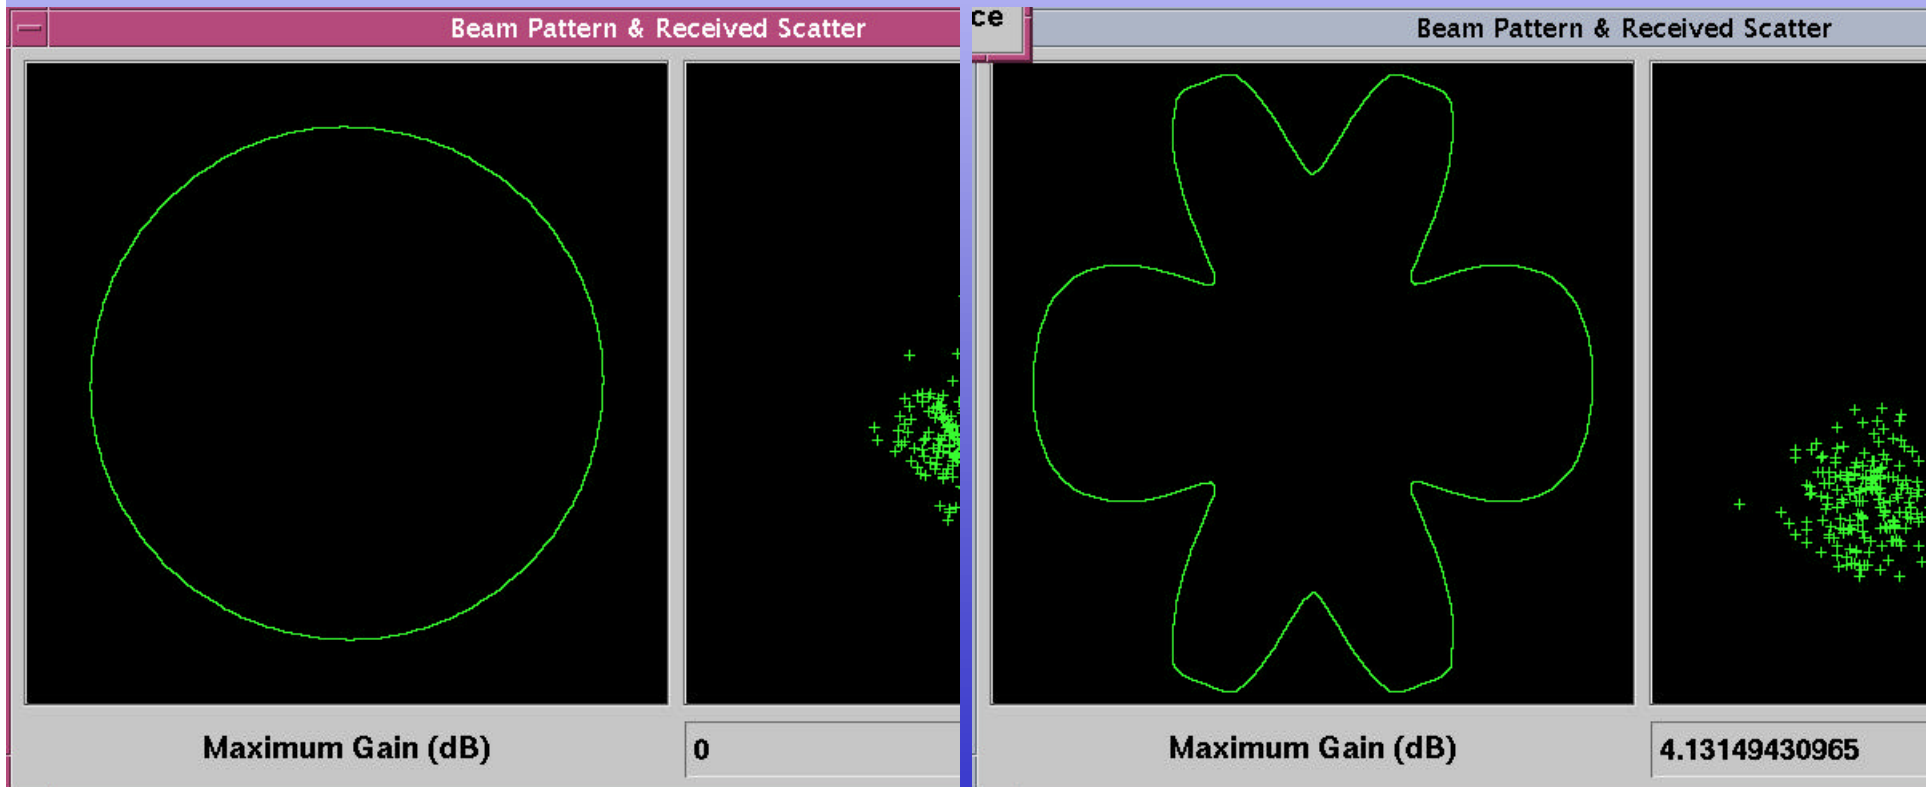 Beam Pattern & Received Scatter
Maximum Gain (dB)
0
ce
Beam Pattern & Received Scatter
Maximum Gain (dB)
4.13149430965